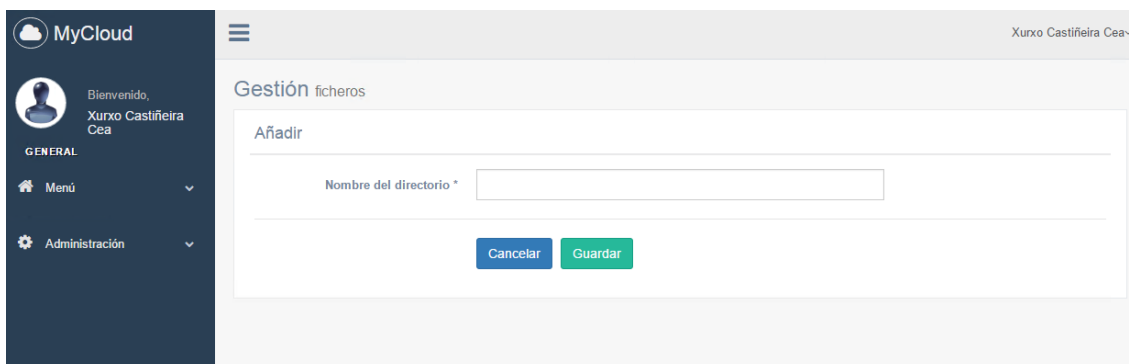 MyCloud
Xurxo Castiñeira Cea
Bienvenido,
Xurxo Castiñeira
Cea
GENERAL
Menú
Administración
Gestión ficheros
Añadir
Nombre del directorio *
Cancelar
Guardar